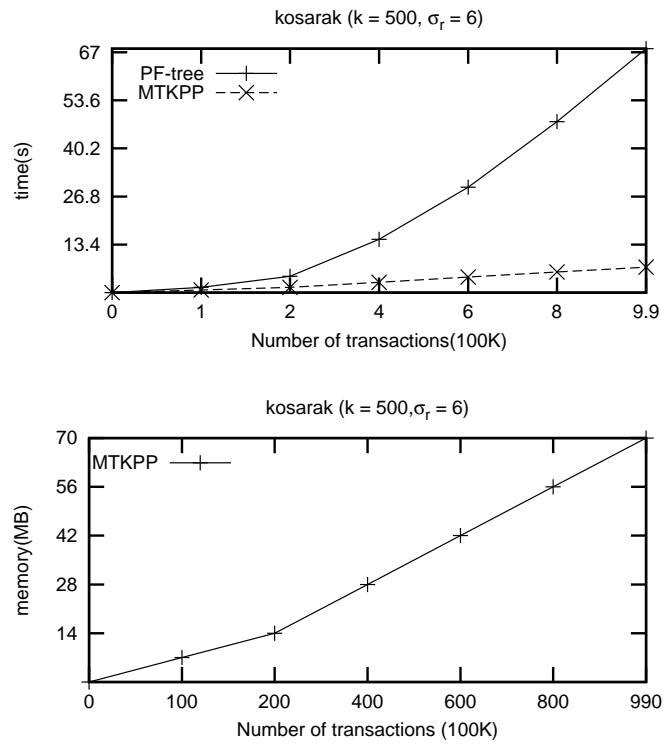 kosarak (k = 500, σr = 6)
67
53.6
40.2
26.8
13.4
time(s)
PF-tree
MTKPP
0 1 2 4 6 8 9.9
Number of transactions(100K)
kosarak (k = 500,σr = 6)
70
56
42
28
14
memory(MB)
MTKPP
0 100 200 400 600 800 990
Number of transactions (100K)